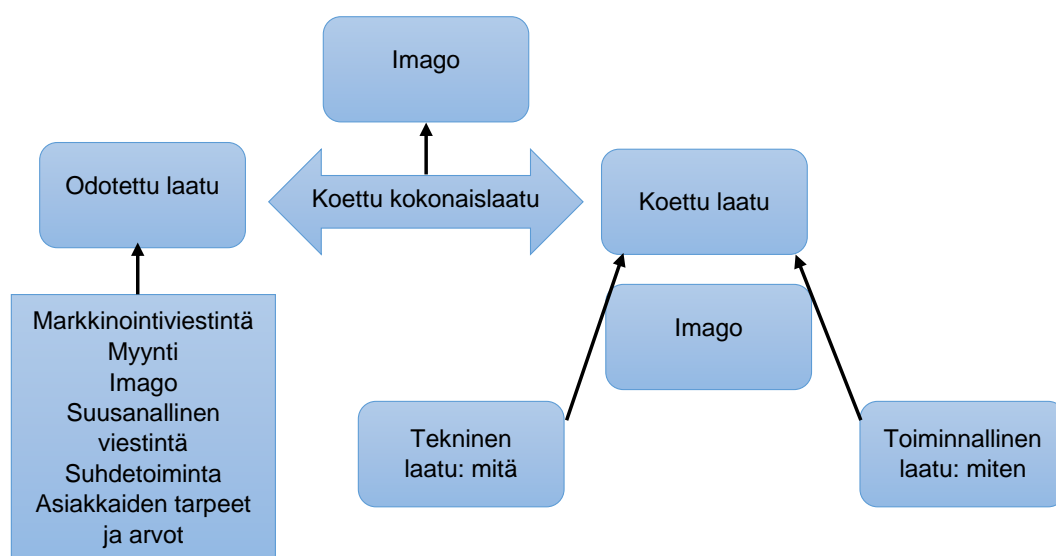 Imago
Odotettu laatu
Koettu kokonaislaatu
Koettu laatu
Markkinointiviestintä
Myynti
Imago
Suusanallinen
viestintä
Suhdetoiminta
Asiakkaiden tarpeet
ja arvot
Imago
Tekninen
laatu: mitä
Toiminnallinen
laatu: miten